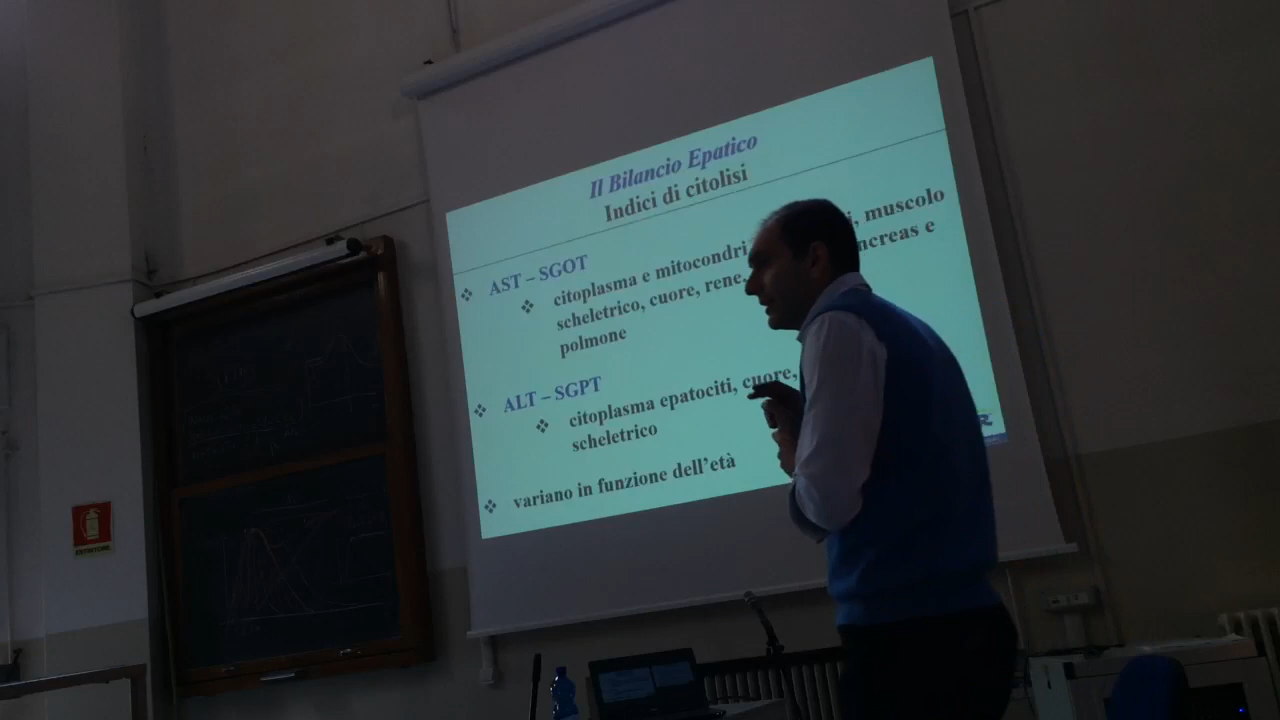 Il Bilancio Epatico
Indici di citolisi
AST – SGOT
citoplasma e mitocondri i, muscolo
scheletrico, cuore, rene, ncreas e
polmone
ALT – SGPT
citoplasma epatociti, cuore,
scheletrico
variano in funzione dell'età
ESTINTORE